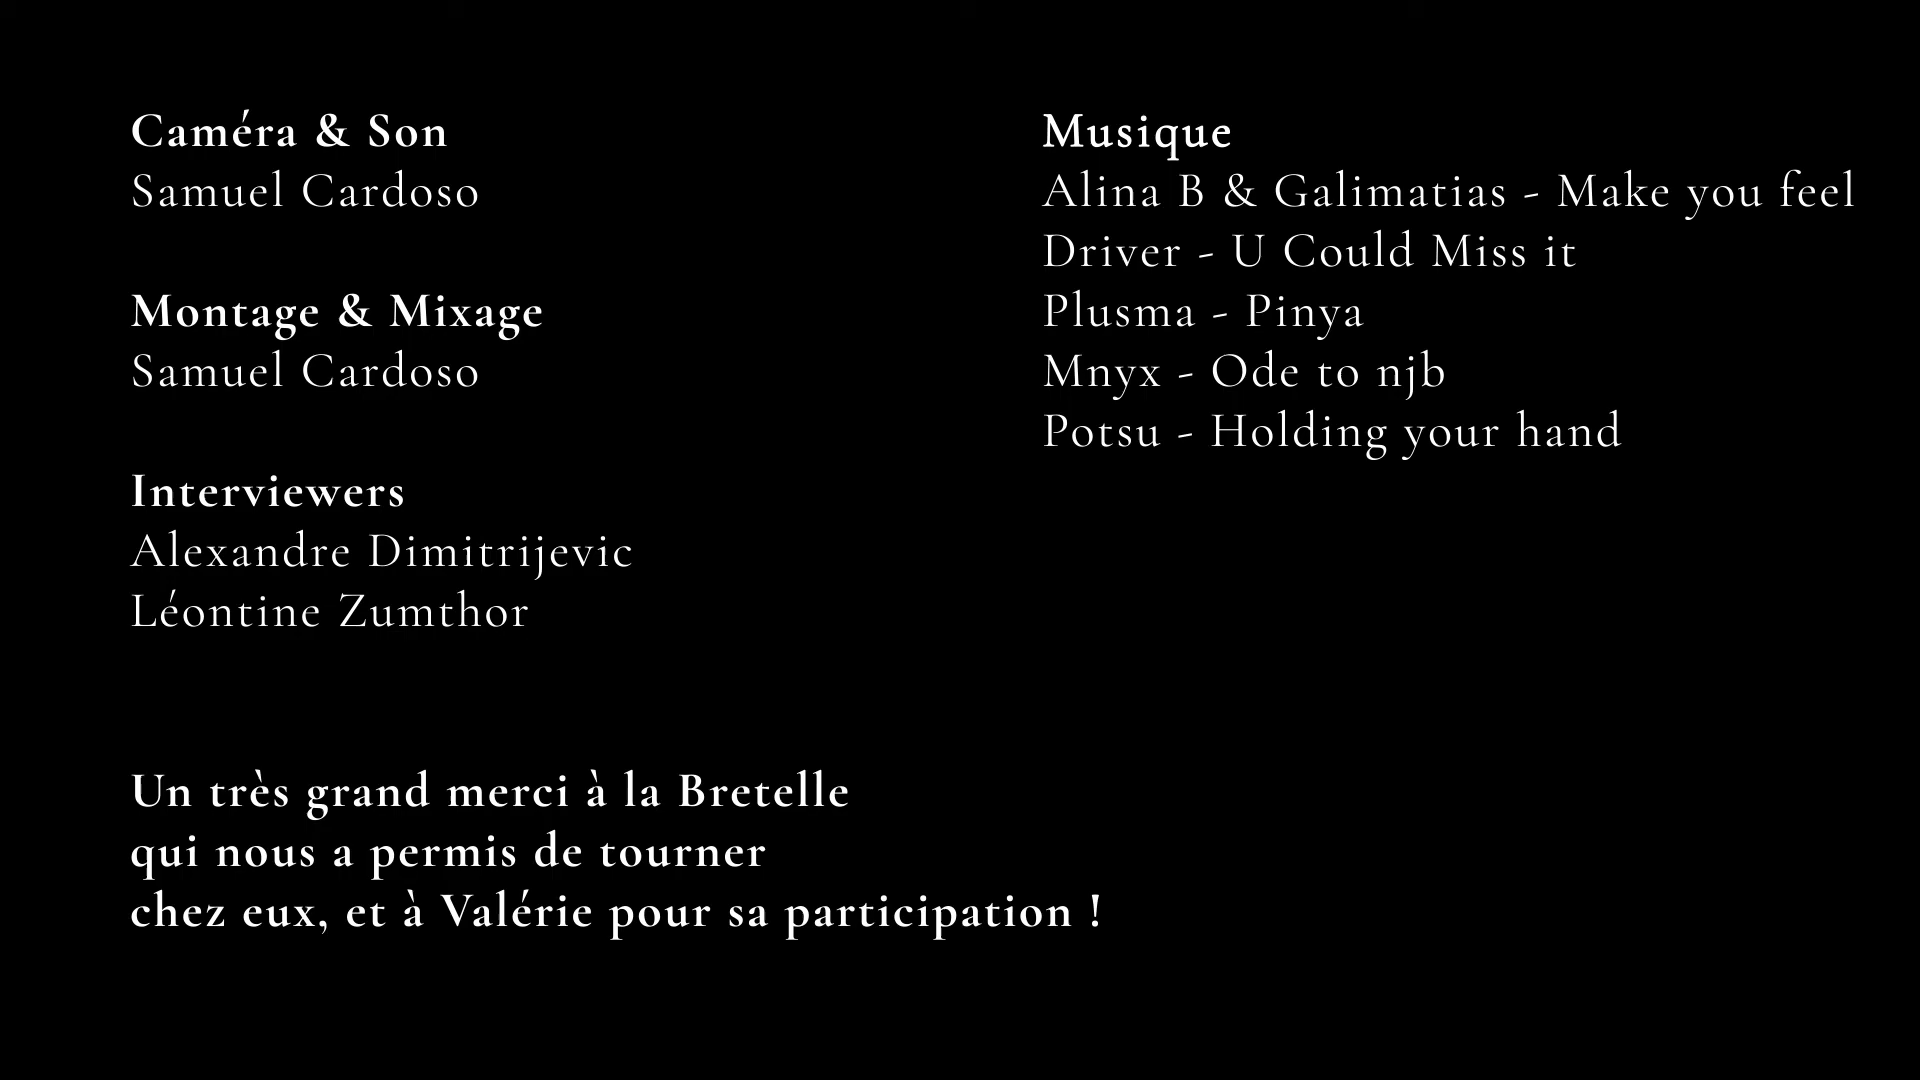 Caméra & Son
Samuel Cardoso
Montage & Mixage
Samuel Cardoso
Interviewers
Alexandre Dimitrijevic
Léontine Zumthor
Un très grand merci à la Bretelle
qui nous a permis de tourner
chez eux, et à Valérie pour sa participation !
Musique
Alina B & Galimatias - Make you feel
Driver - U Could Miss it
Plusma - Pinya
Mnyx - Ode to njb
Potsu - Holding your hand